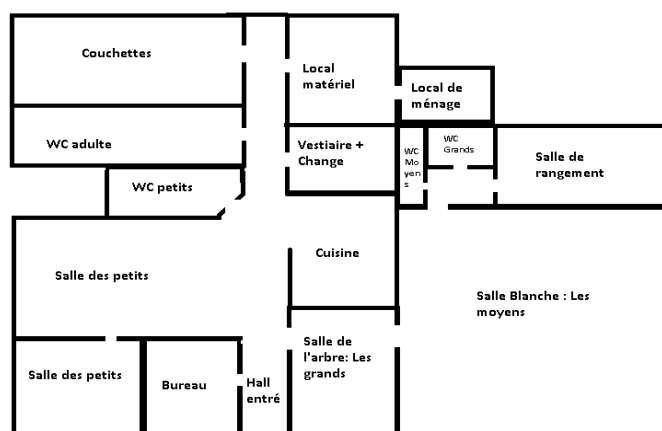 Couchettes
Local
matériel
Local de
ménage
WC adulte
Vestiaire +
Change
WC
Mo
yen
s
WC
Grands
Salle de
rangement
WC petits
Cuisine
Salle des petits
Salle Blanche : Les
moyens
Salle de
l'arbre: Les
grands
Salle des petits
Bureau
Hall
entré